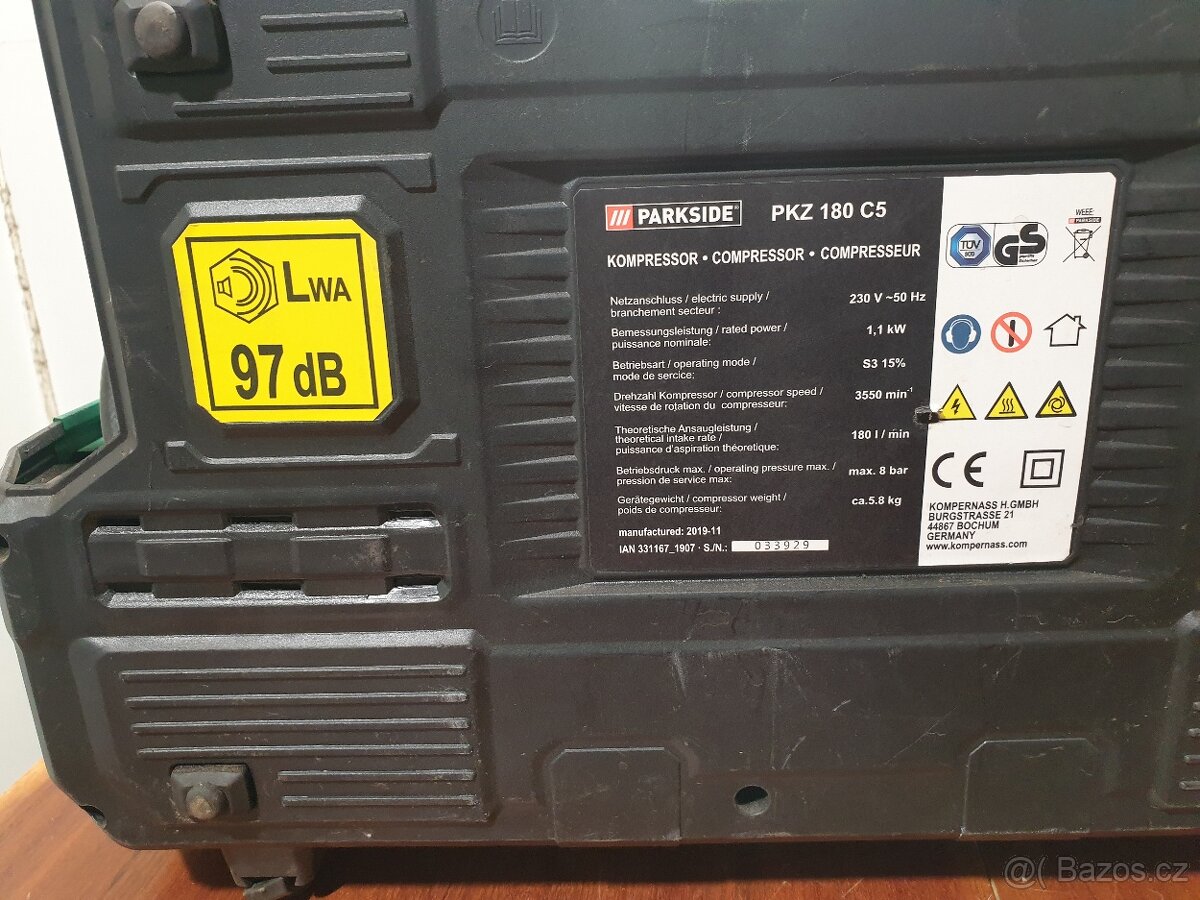 LWA
97 dB
PARKSIDE® PKZ 180 C5
KOMPRESSOR • COMPRESSOR • COMPRESSEUR
Netzanschluss / electric supply /
branchement secteur : 230 V ~50 Hz
Bemessungsleistung / rated power /
puissance nominale: 1,1 kW
Betriebsart / operating mode /
mode de service; S3 15%
Drehzahl Kompressor / compressor speed /
vitesse de rotation du compresseur: 3550 min-1
Theoretische Ansaugleistung /
theoretical intake rate /
puissance d'aspiration théoretique: 180 l / min
Betriebsdruck max. / operating pressure max. /
pression de service max: max. 8 bar
Gerätegewicht / compressor weight /
poids de compresseur: ca.5.8 kg
manufactured: 2019-11
IAN 331167_1907 · S./N.: 033929
TÜV
GS
geprüfte
Sicherheit
WEEE:
PARKSIDE
CE
KOMPERNASS H.GMBH
BURGSTRASSE 21
44867 BOCHUM
GERMANY
www.kompernass.com
@( Bazos.cz